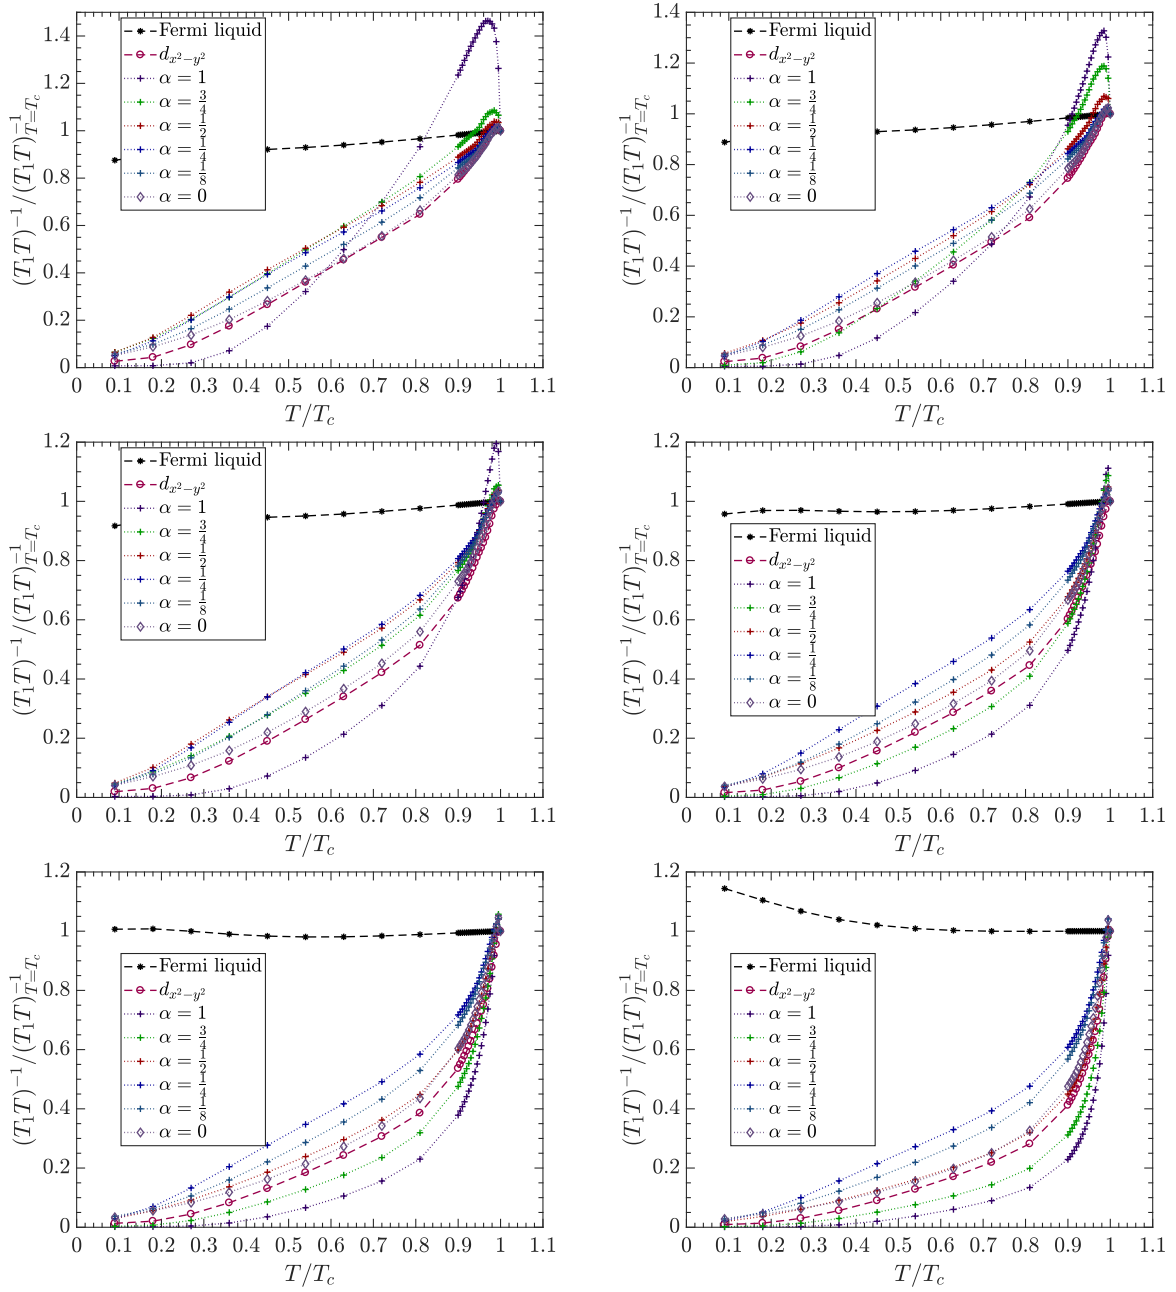 1.4
1.2
1
0.8
0.6
0.4
0.2
0
(T₁T)⁻¹/(T₁T)⁻¹_{T=T_c}
Fermi liquid
d_{x²−y²}
α = 1
α = 3/4
α = 1/2
α = 1/4
α = 1/8
α = 0
0 0.1 0.2 0.3 0.4 0.5 0.6 0.7 0.8 0.9 1 1.1
T/T_c
1.4
1.2
1
0.8
0.6
0.4
0.2
0
(T₁T)⁻¹/(T₁T)⁻¹_{T=T_c}
Fermi liquid
d_{x²−y²}
α = 1
α = 3/4
α = 1/2
α = 1/4
α = 1/8
α = 0
0 0.1 0.2 0.3 0.4 0.5 0.6 0.7 0.8 0.9 1 1.1
T/T_c
1.2
1
0.8
0.6
0.4
0.2
0
(T₁T)⁻¹/(T₁T)⁻¹_{T=T_c}
Fermi liquid
d_{x²−y²}
α = 1
α = 3/4
α = 1/2
α = 1/4
α = 1/8
α = 0
0 0.1 0.2 0.3 0.4 0.5 0.6 0.7 0.8 0.9 1 1.1
T/T_c
1.2
1
0.8
0.6
0.4
0.2
0
(T₁T)⁻¹/(T₁T)⁻¹_{T=T_c}
Fermi liquid
d_{x²−y²}
α = 1
α = 3/4
α = 1/2
α = 1/4
α = 1/8
α = 0
0 0.1 0.2 0.3 0.4 0.5 0.6 0.7 0.8 0.9 1 1.1
T/T_c
1.2
1
0.8
0.6
0.4
0.2
0
(T₁T)⁻¹/(T₁T)⁻¹_{T=T_c}
Fermi liquid
d_{x²−y²}
α = 1
α = 3/4
α = 1/2
α = 1/4
α = 1/8
α = 0
0 0.1 0.2 0.3 0.4 0.5 0.6 0.7 0.8 0.9 1 1.1
T/T_c
1.2
1
0.8
0.6
0.4
0.2
0
(T₁T)⁻¹/(T₁T)⁻¹_{T=T_c}
Fermi liquid
d_{x²−y²}
α = 1
α = 3/4
α = 1/2
α = 1/4
α = 1/8
α = 0
0 0.1 0.2 0.3 0.4 0.5 0.6 0.7 0.8 0.9 1 1.1
T/T_c